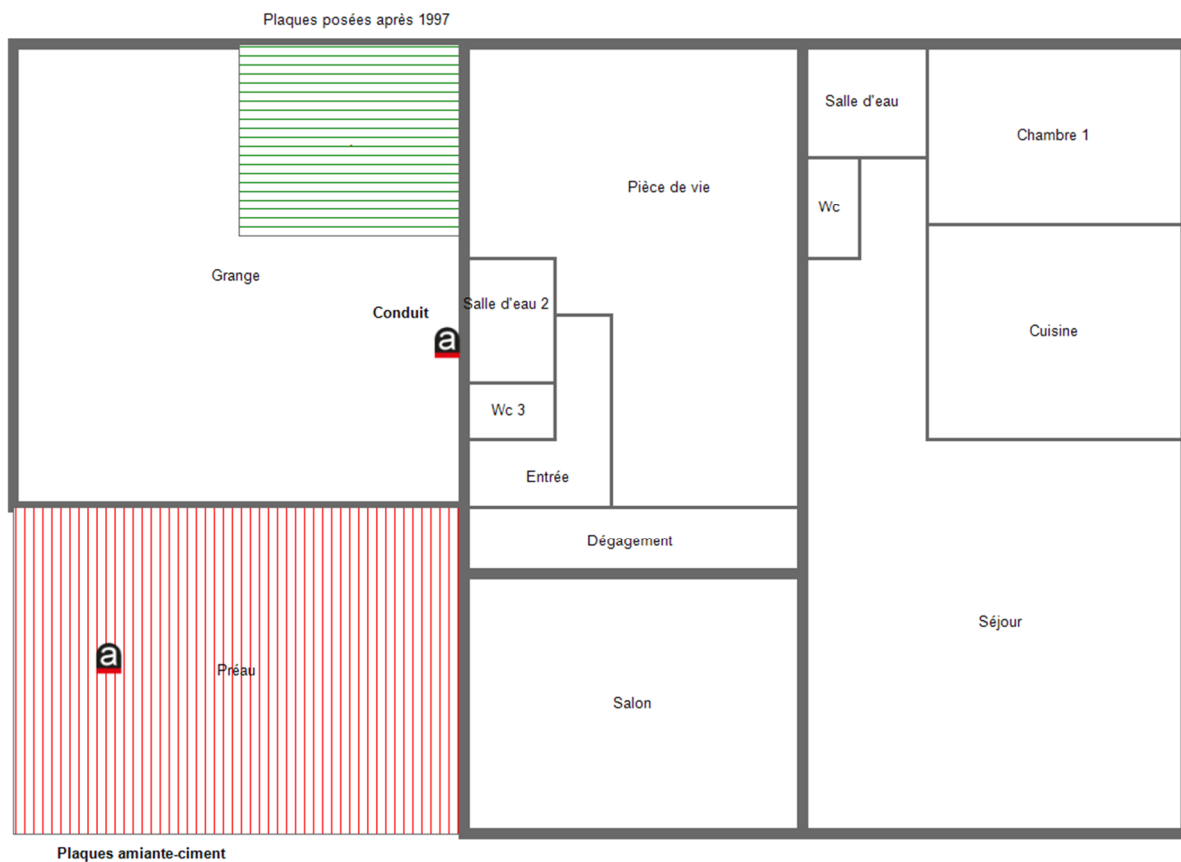 Plaques posées après 1997
Salle d'eau
Chambre 1
Pièce de vie
Wc
Grange
Salle d'eau 2
Conduit
a
Cuisine
Wc 3
Entrée
Dégagement
Séjour
a
Préau
Salon
Plaques amiante-ciment